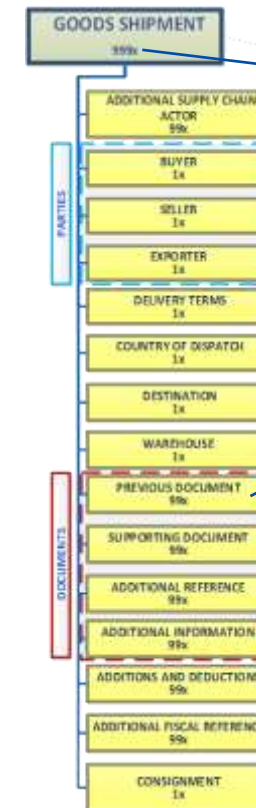 GOODS SHIPMENT
999x
ADDITIONAL SUPPLY CHAIN
ACTOR
99x
PARTIES
BUYER
1x
SELLER
1x
EXPORTER
1x
DELIVERY TERMS
1x
COUNTRY OF DISPATCH
1x
DESTINATION
1x
WAREHOUSE
1x
DOCUMENTS
PREVIOUS DOCUMENT
99x
SUPPORTING DOCUMENT
99x
ADDITIONAL REFERENCE
99x
ADDITIONAL INFORMATION
99x
ADDITIONS AND DEDUCTIONS
99x
ADDITIONAL FISCAL REFERENC
99x
CONSIGNMENT
1x